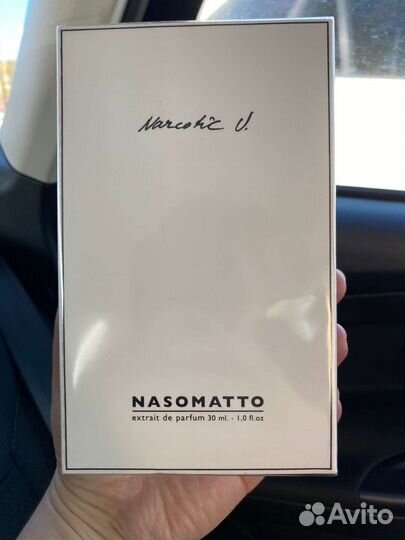 Narcotic V.
NASOMATTO
extrait de parfum 30 ml. - 1,0 fl.oz
Avito